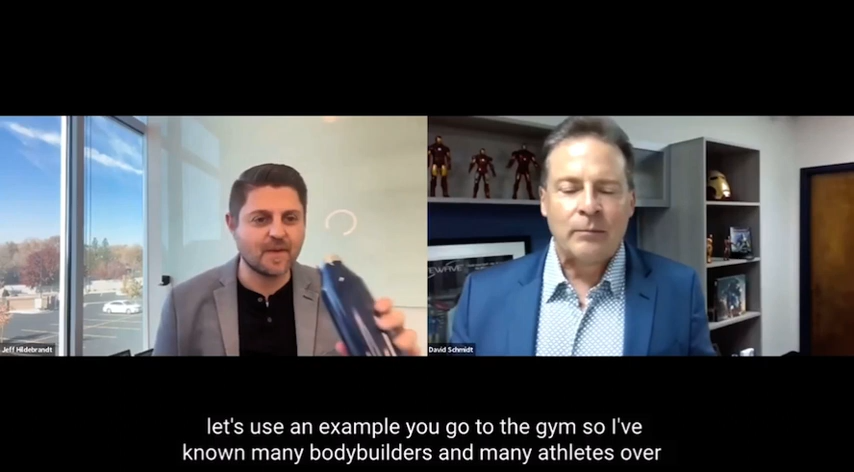 Jeff Hildebrandt
David Schmidt
let's use an example you go to the gym so I've
known many bodybuilders and many athletes over